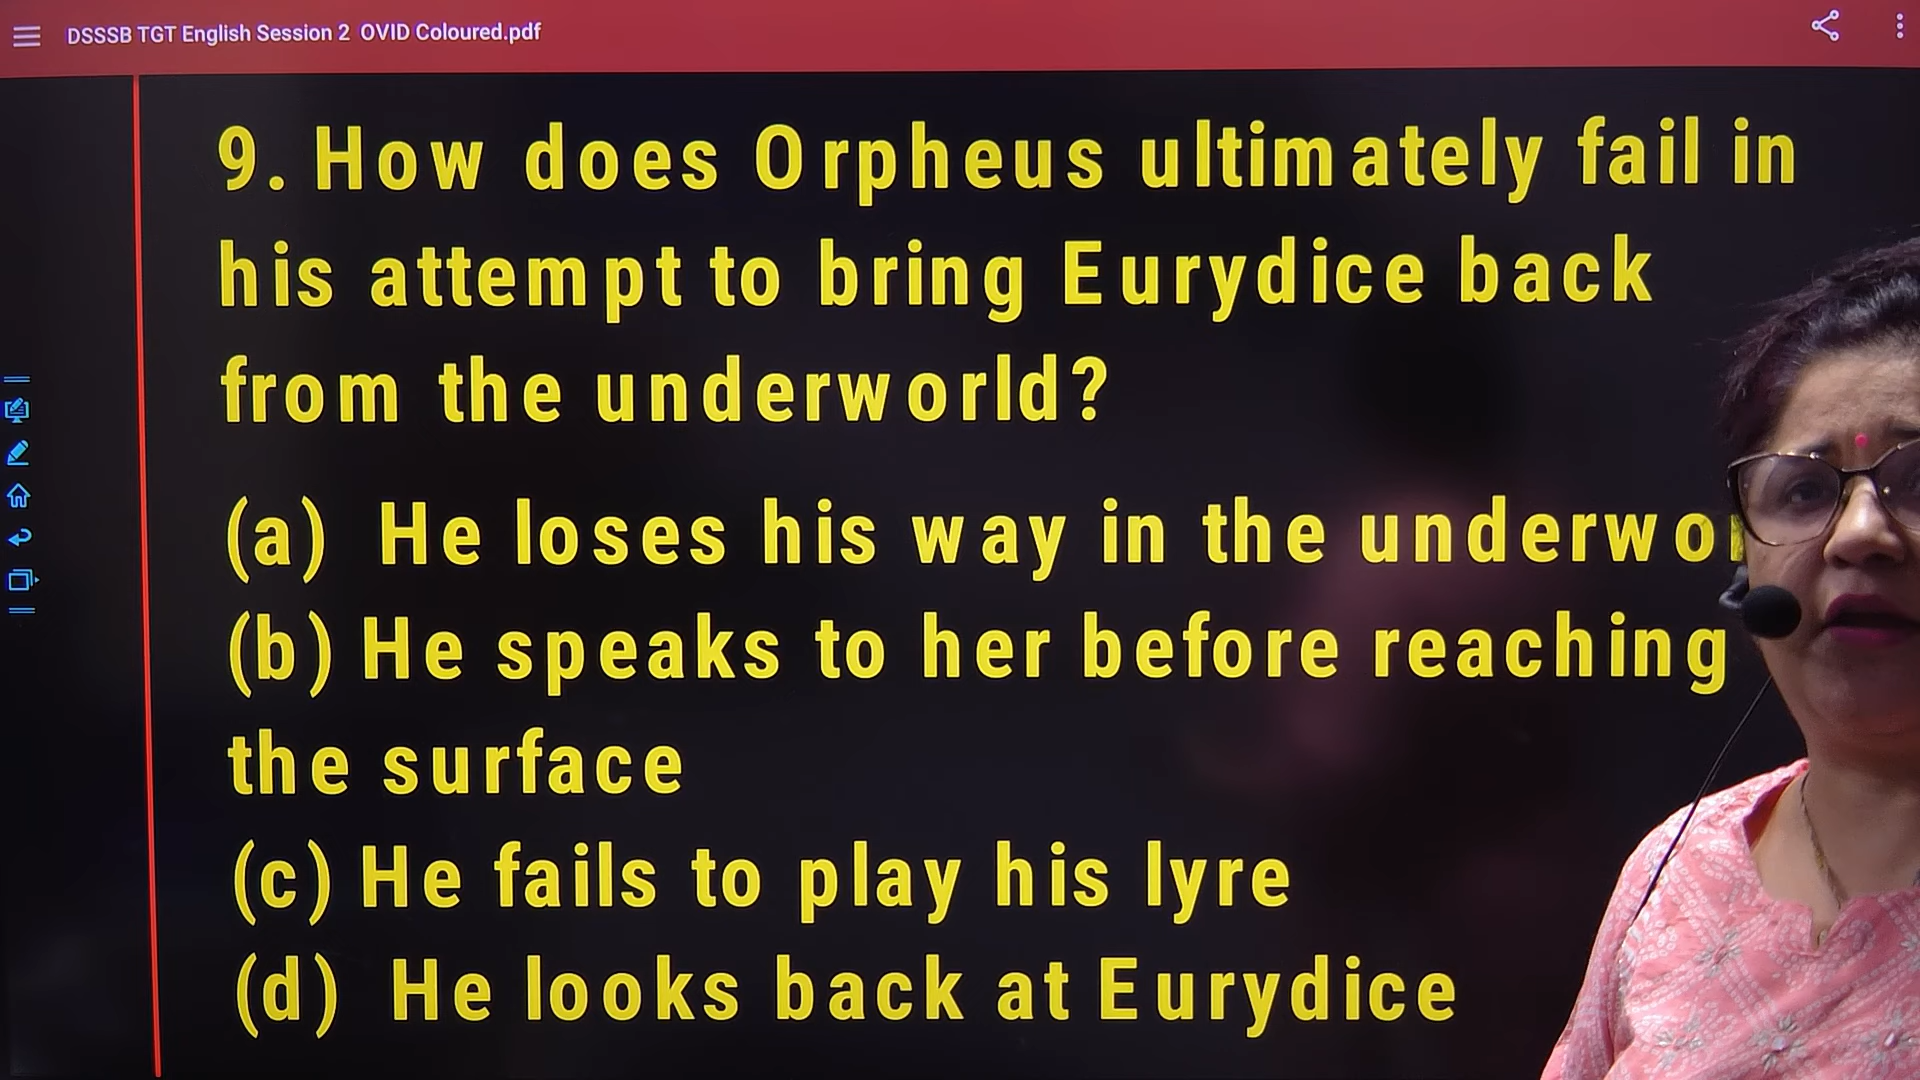 DSSSB TGT English Session 2 OVID Coloured.pdf
9. How does Orpheus ultimately fail in
his attempt to bring Eurydice back
from the underworld?
(a) He loses his way in the
(b) He speaks to her before reaching
the surface
(c) He fails to play his lyre
(d) He looks back at Eurydice